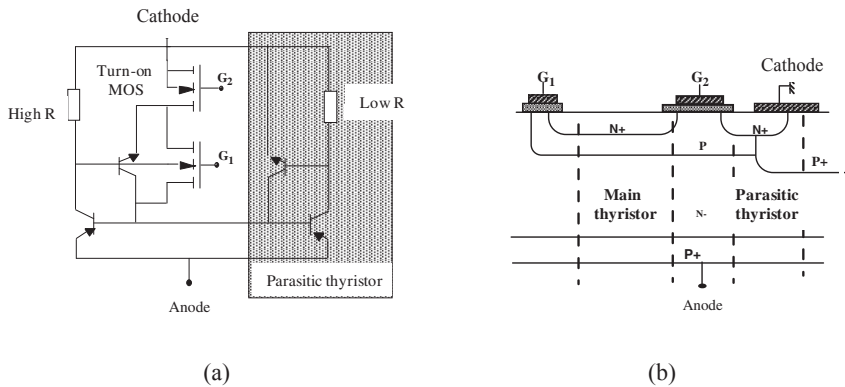 Cathode
Turn-on
MOS
G2
High R
Low R
G1
Parasitic thyristor
Anode
(a)
Cathode
G1
G2
N+
N+
P
P+
Main
thyristor
N-
Parasitic
thyristor
P+
Anode
(b)